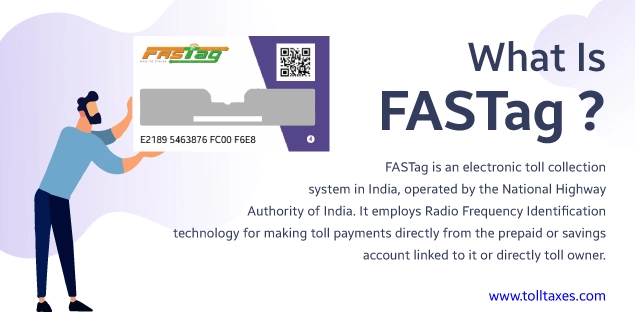 What Is
FASTag
FASTag ?
E2189 5463876 FC00 F6E8
4
FASTag is an electronic toll collection
system in India, operated by the National Highway
Authority of India. It employs Radio Frequency Identification
technology for making toll payments directly from the prepaid or savings
account linked to it or directly toll owner.
www.tolltaxes.com